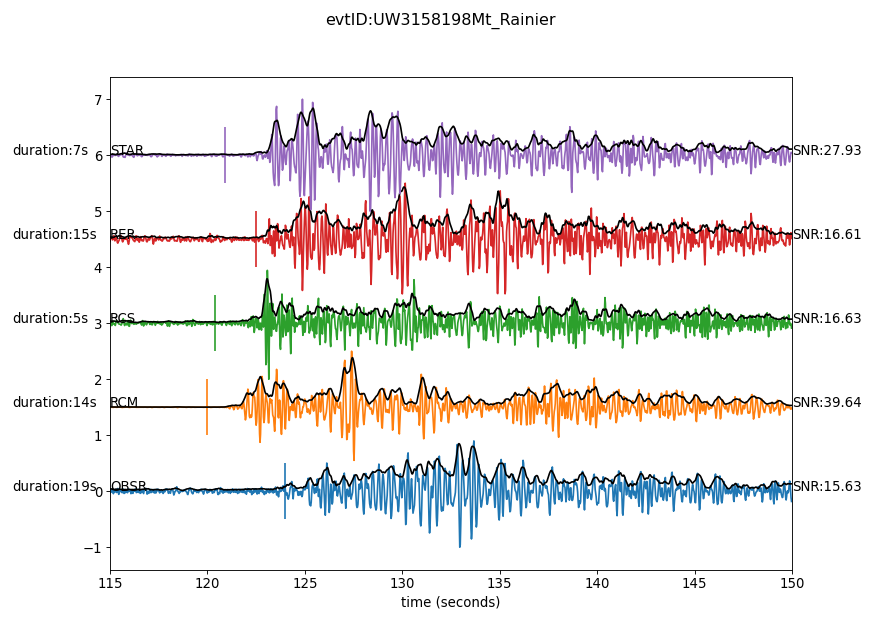 evtID:UW3158198Mt_Rainier
7
duration:7s STAR SNR:27.93
6
5
duration:15s RER SNR:16.61
4
duration:5s RCS SNR:16.63
3
2
duration:14s RCM SNR:39.64
1
duration:19s OBSR SNR:15.63
0
−1
115 120 125 130 135 140 145 150
time (seconds)